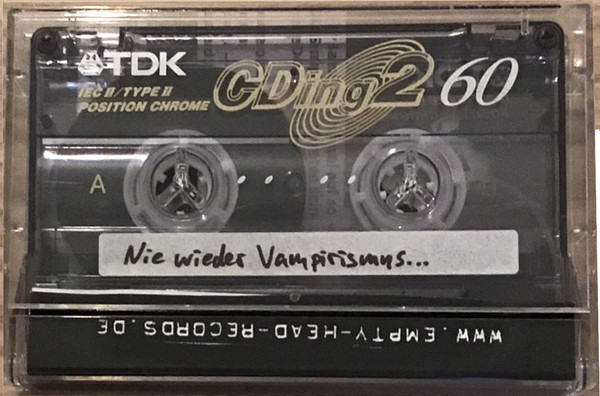 TDK
CDing2 60
IEC II/TYPE II
POSITION CHROME
A
Nie wieder Vampirismus...
WWW.EMPTY-HEAD-RECORDS.DE